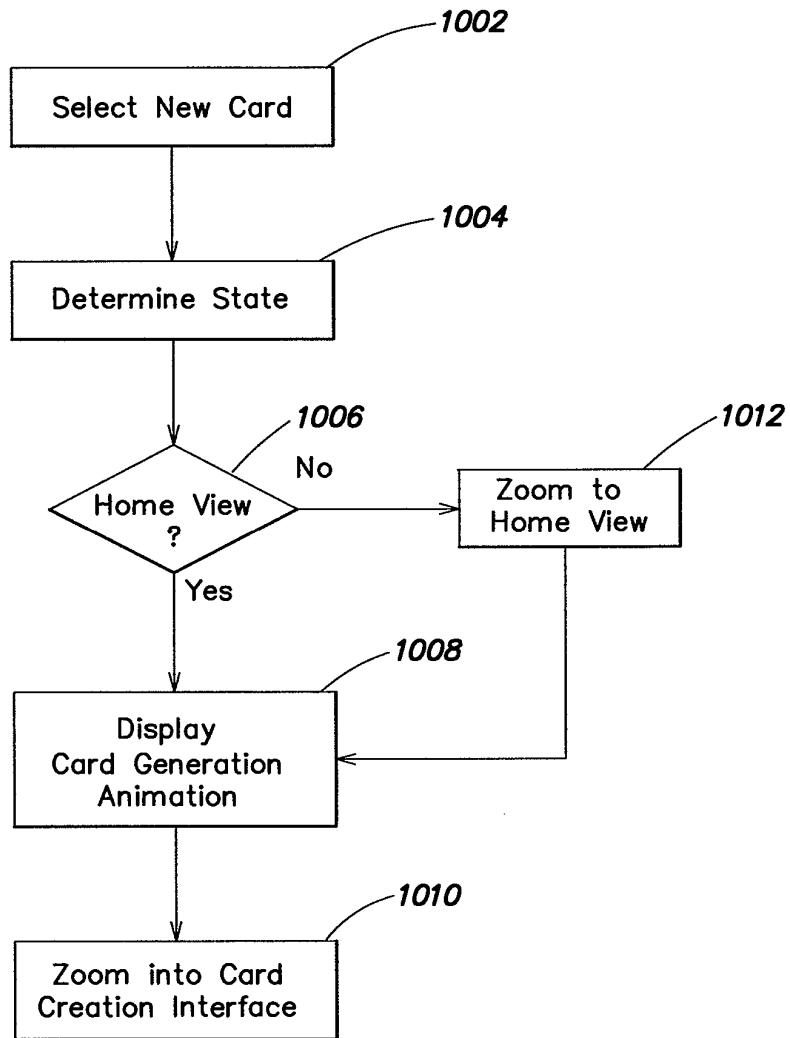 1002
Select New Card
1004
Determine State
1006
Home View
?
No
1012
Zoom to
Home View
Yes
1008
Display
Card Generation
Animation
1010
Zoom into Card
Creation Interface